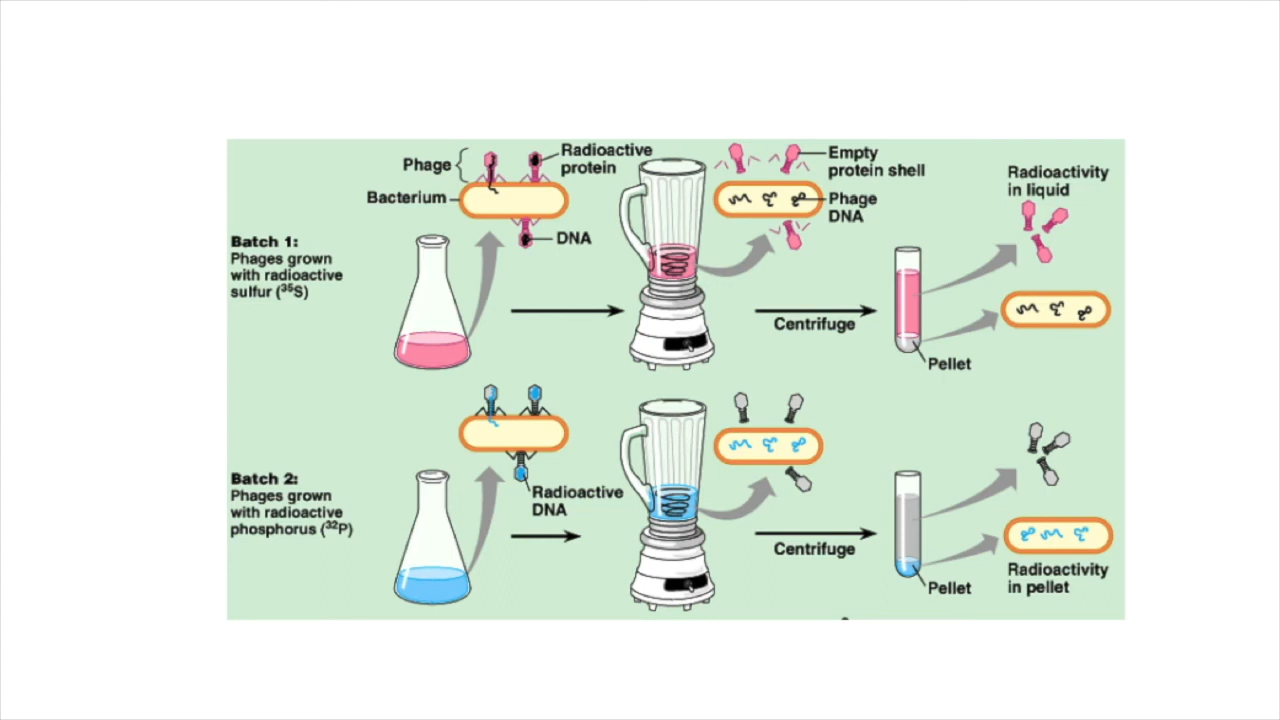 Phage
Radioactive
protein
Bacterium
DNA
Empty
protein shell
Phage
DNA
Radioactivity
in liquid
Batch 1:
Phages grown
with radioactive
sulfur (³⁵S)
Centrifuge
Pellet
Batch 2:
Phages grown
with radioactive
phosphorus (³²P)
Radioactive
DNA
Centrifuge
Pellet
Radioactivity
in pellet